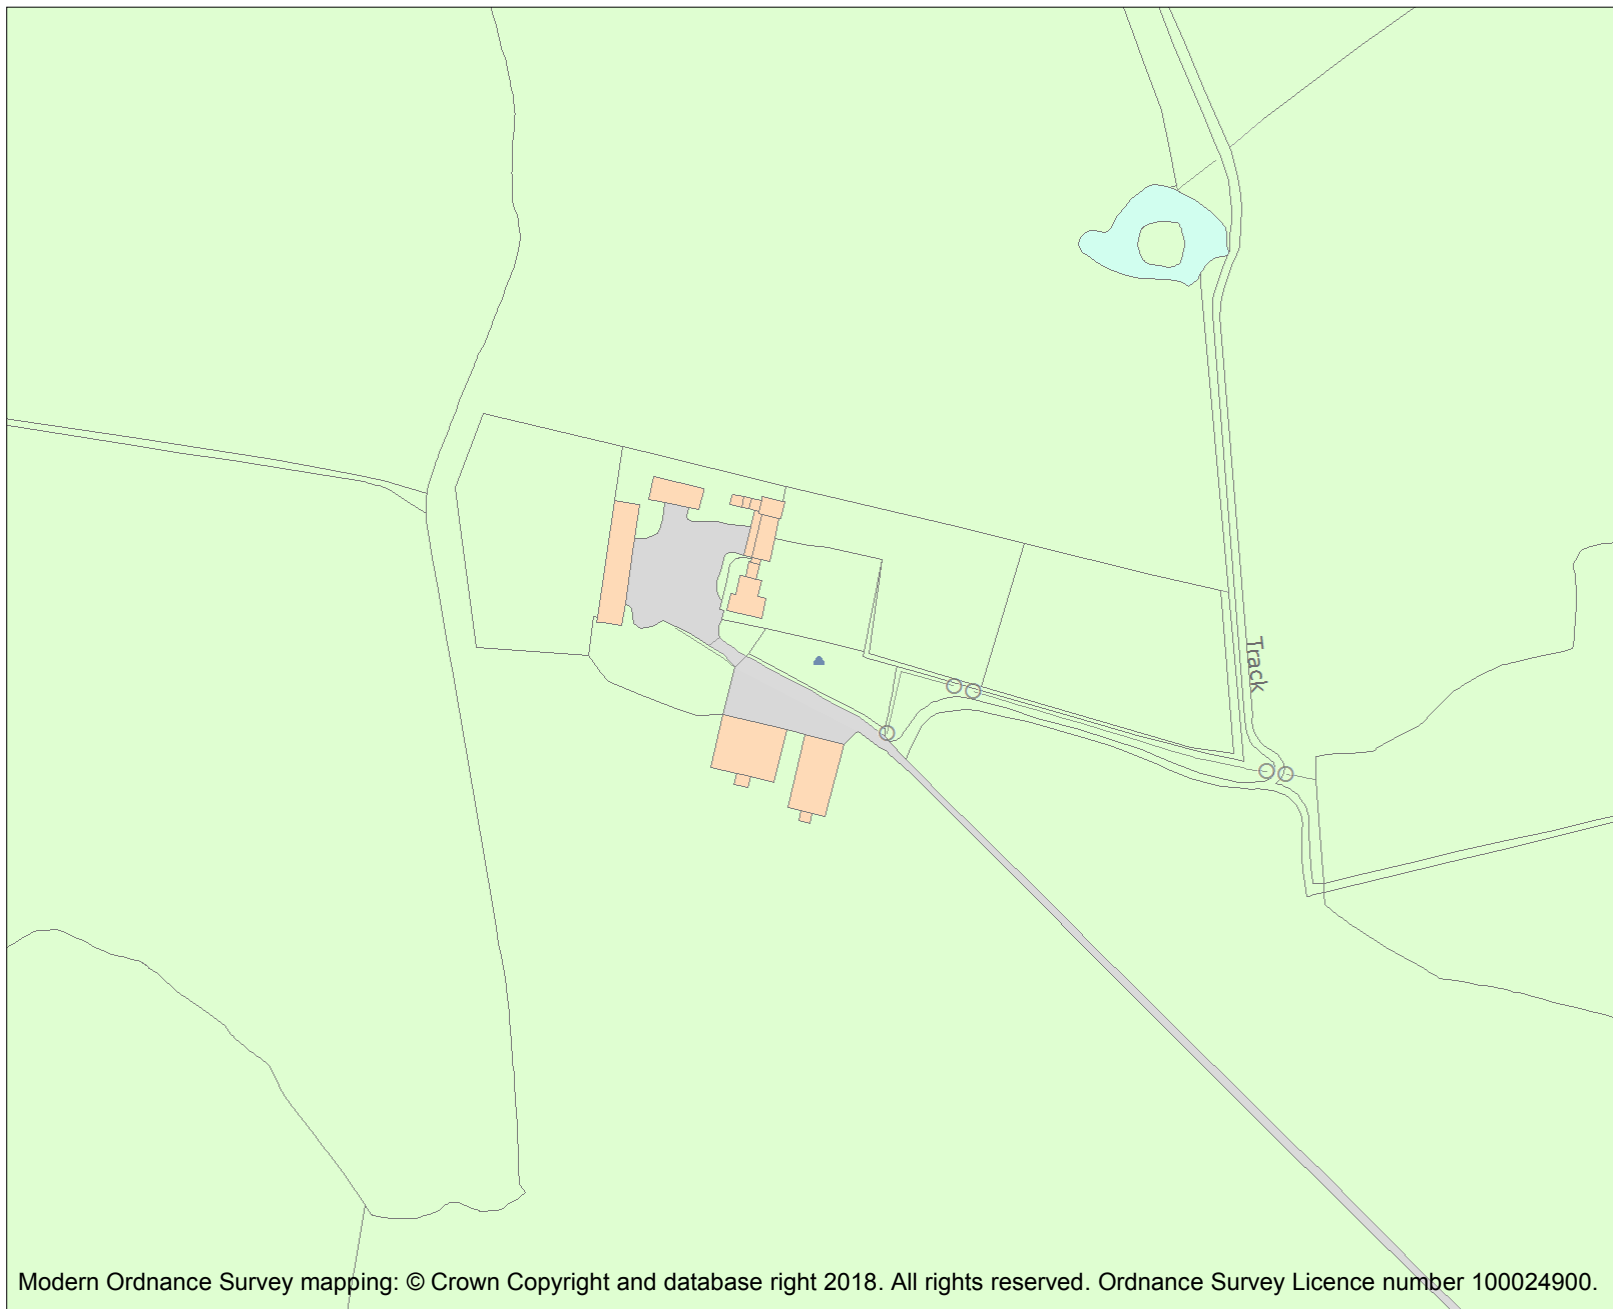 Track
Modern Ordnance Survey mapping: © Crown Copyright and database right 2018. All rights reserved. Ordnance Survey Licence number 100024900.